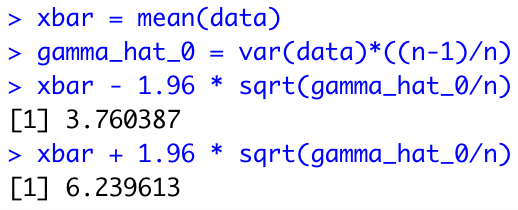 > xbar = mean(data)
> gamma_hat_0 = var(data)*((n-1)/n)
> xbar - 1.96 * sqrt(gamma_hat_0/n)
[1] 3.760387
> xbar + 1.96 * sqrt(gamma_hat_0/n)
[1] 6.239613